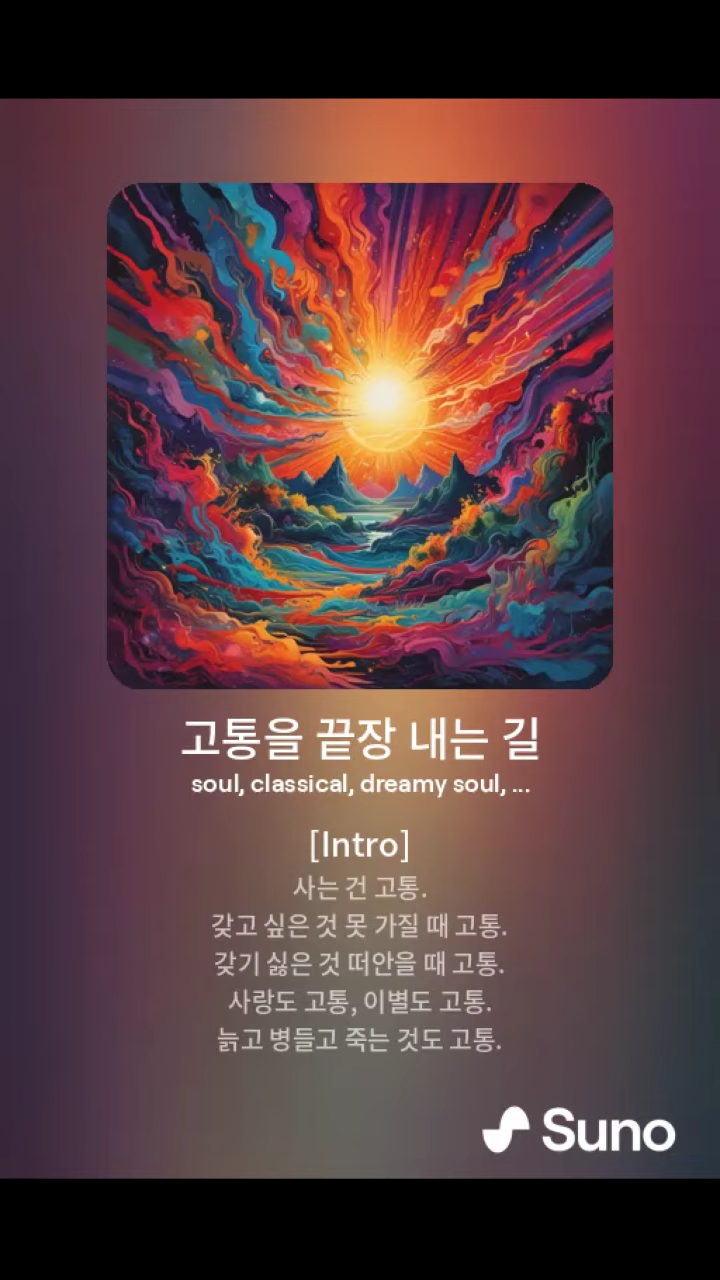 고통을 끝장 내는 길
soul, classical, dreamy soul, ...
[Intro]
사는 건 고통.
갖고 싶은 것 못 가질 때 고통.
갖기 싫은 것 떠안을 때 고통.
사랑도 고통, 이별도 고통.
늙고 병들고 죽는 것도 고통.
Suno